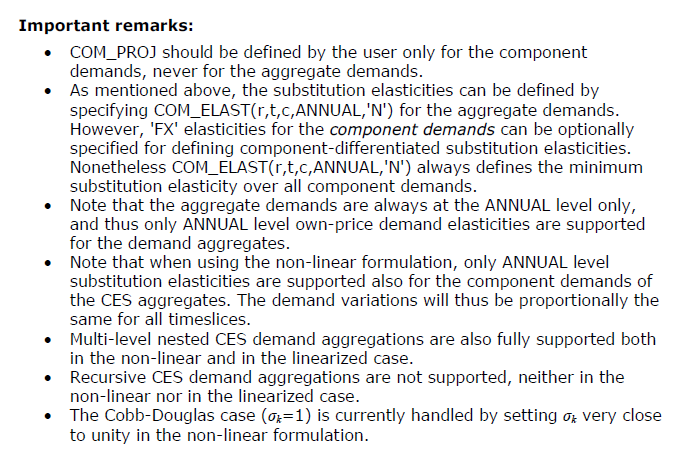 Important remarks:
• COM_PROJ should be defined by the user only for the component
demands, never for the aggregate demands.
• As mentioned above, the substitution elasticities can be defined by
specifying COM_ELAST(r,t,c,ANNUAL,'N') for the aggregate demands.
However, 'FX' elasticities for the component demands can be optionally
specified for defining component-differentiated substitution elasticities.
Nonetheless COM_ELAST(r,t,c,ANNUAL,'N') always defines the minimum
substitution elasticity over all component demands.
• Note that the aggregate demands are always at the ANNUAL level only,
and thus only ANNUAL level own-price demand elasticities are supported
for the demand aggregates.
• Note that when using the non-linear formulation, only ANNUAL level
substitution elasticities are supported also for the component demands of
the CES aggregates. The demand variations will thus be proportionally the
same for all timeslices.
• Multi-level nested CES demand aggregations are also fully supported both
in the non-linear and in the linearized case.
• Recursive CES demand aggregations are not supported, neither in the
non-linear nor in the linearized case.
• The Cobb-Douglas case (σₖ=1) is currently handled by setting σₖ very close
to unity in the non-linear formulation.